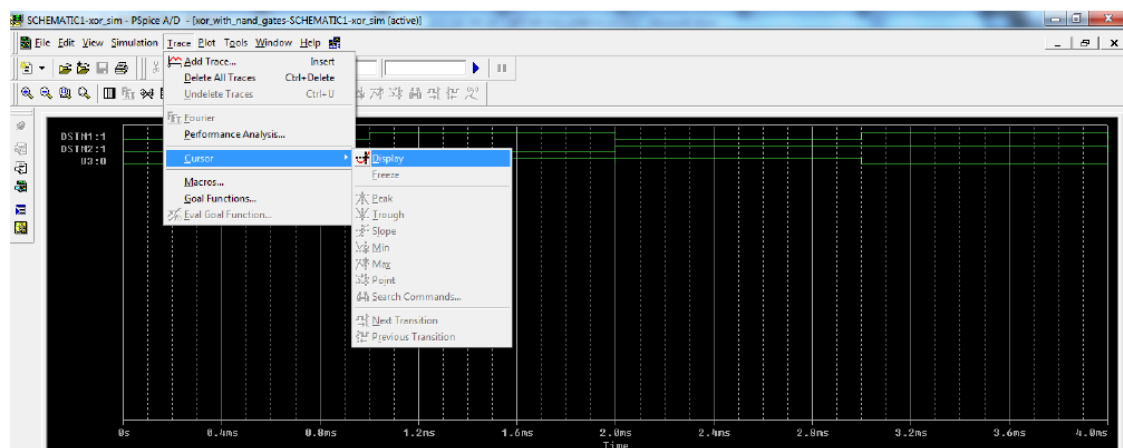 SCHEMATIC1-xor_sim - PSpice A/D - [xor_with_nand_gates-SCHEMATIC1-xor_sim (active)]
File Edit View Simulation Trace Plot Tools Window Help
Add Trace... Insert
Delete All Traces Ctrl+Delete
Undelete Traces Ctrl+U
Fourier
Performance Analysis...
Cursor
Macros...
Goal Functions...
Eval Goal Function...
Display
Freeze
Peak
Trough
Slope
Min
Max
Point
Search Commands...
Next Transition
Previous Transition
DSTM1:1
DSTM2:1
U3:O
0s 0.4ms 0.8ms 1.2ms 1.6ms 2.0ms 2.4ms 2.8ms 3.2ms 3.6ms 4.0ms
Time